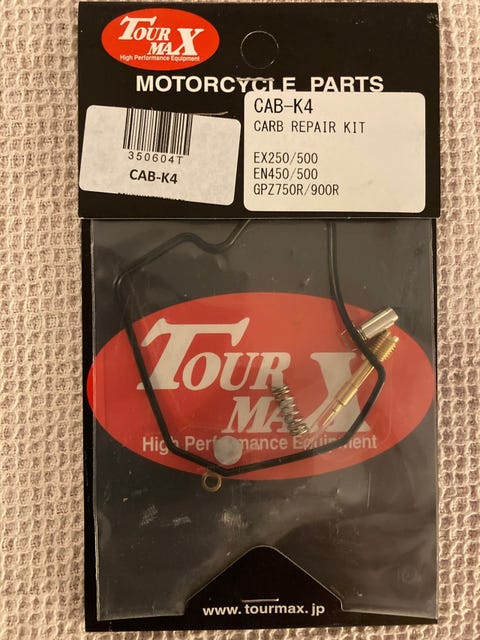 TOUR
MAX
High Performance Equipment
MOTORCYCLE PARTS
350604T
CAB-K4
CAB-K4
CARB REPAIR KIT
EX250/500
EN450/500
GPZ750R/900R
TOUR
MAX
High Performance Equipment
www.tourmax.jp